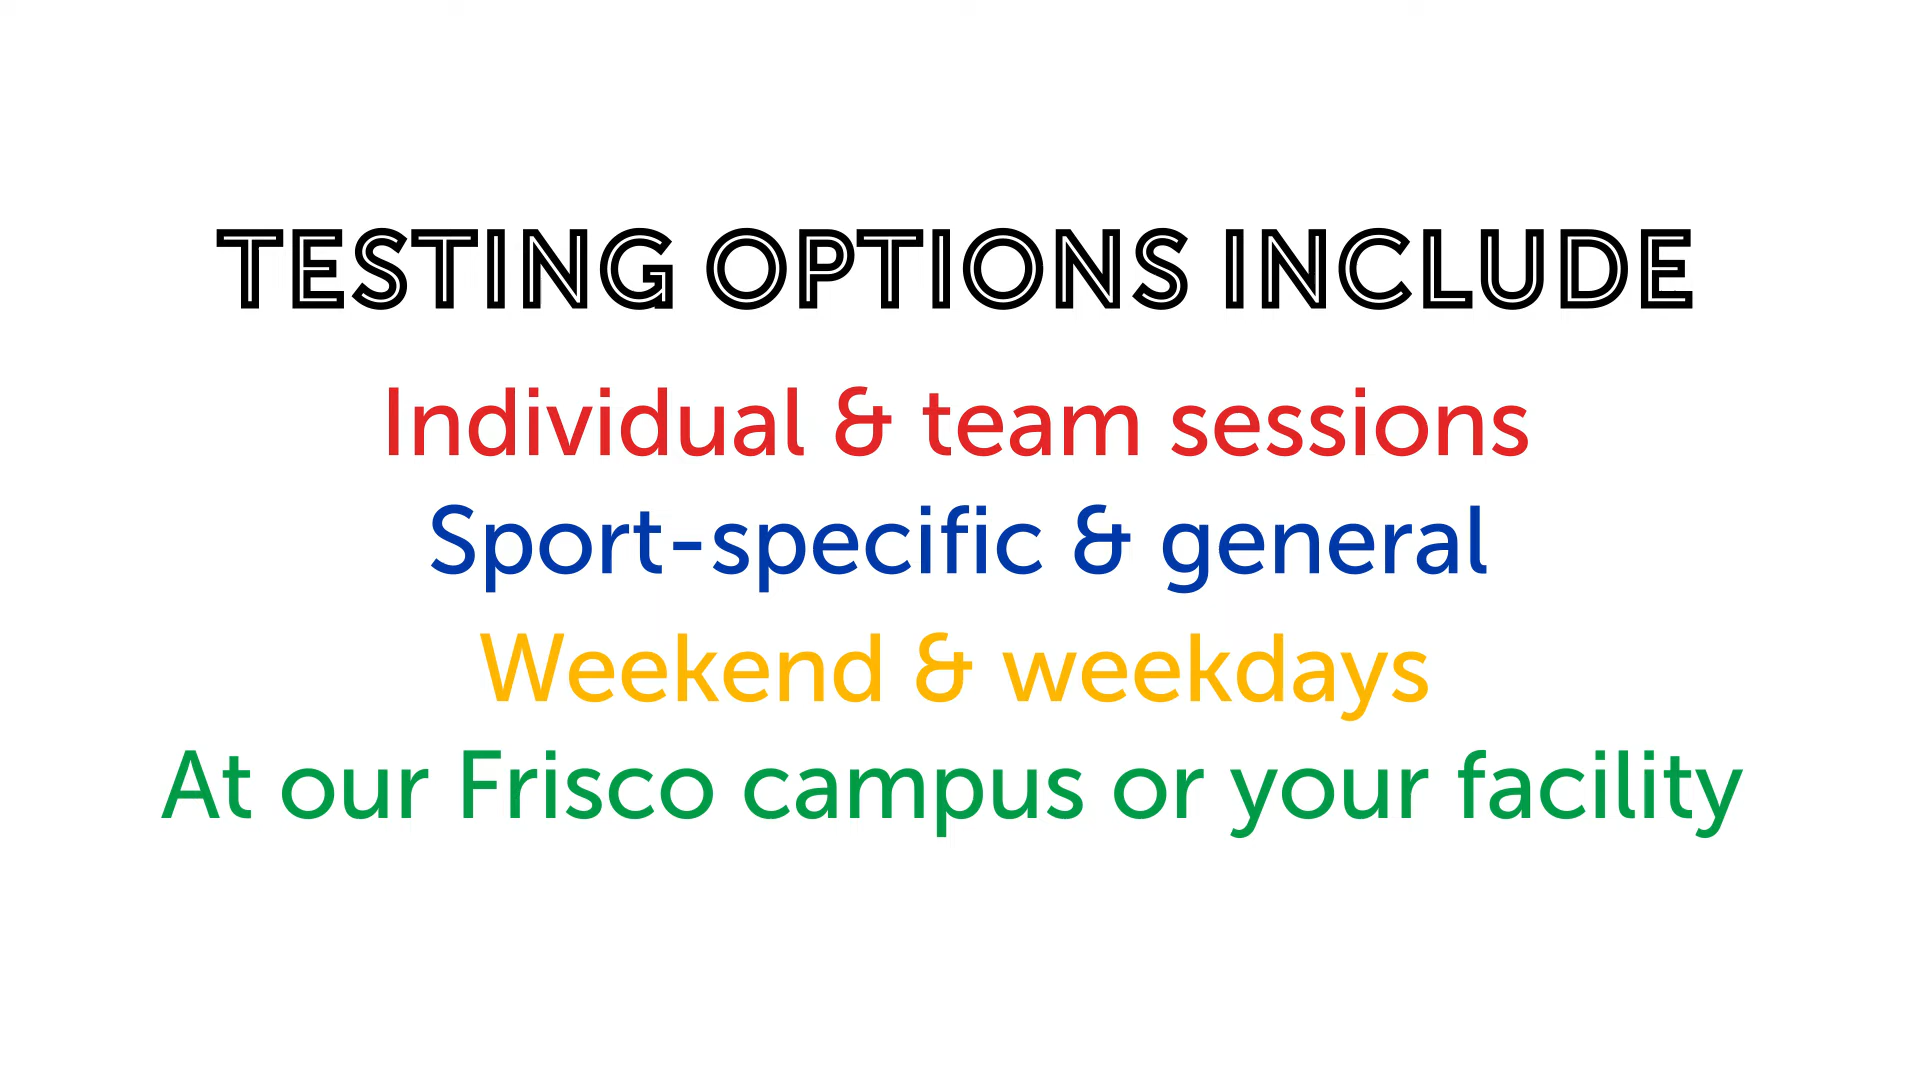 TESTING OPTIONS INCLUDE
Individual & team sessions
Sport-specific & general
Weekend & weekdays
At our Frisco campus or your facility